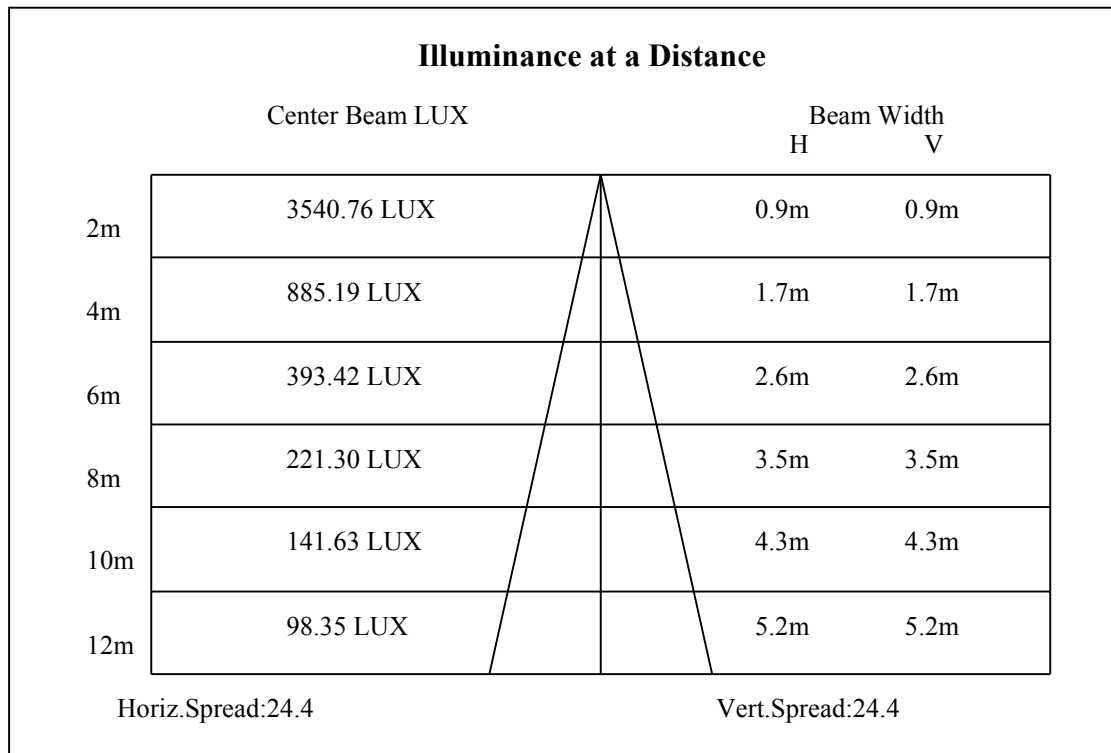 Illuminance at a Distance
Center Beam LUX Beam Width
H V
2m 3540.76 LUX 0.9m 0.9m
4m 885.19 LUX 1.7m 1.7m
6m 393.42 LUX 2.6m 2.6m
8m 221.30 LUX 3.5m 3.5m
10m 141.63 LUX 4.3m 4.3m
12m 98.35 LUX 5.2m 5.2m
Horiz.Spread:24.4 Vert.Spread:24.4